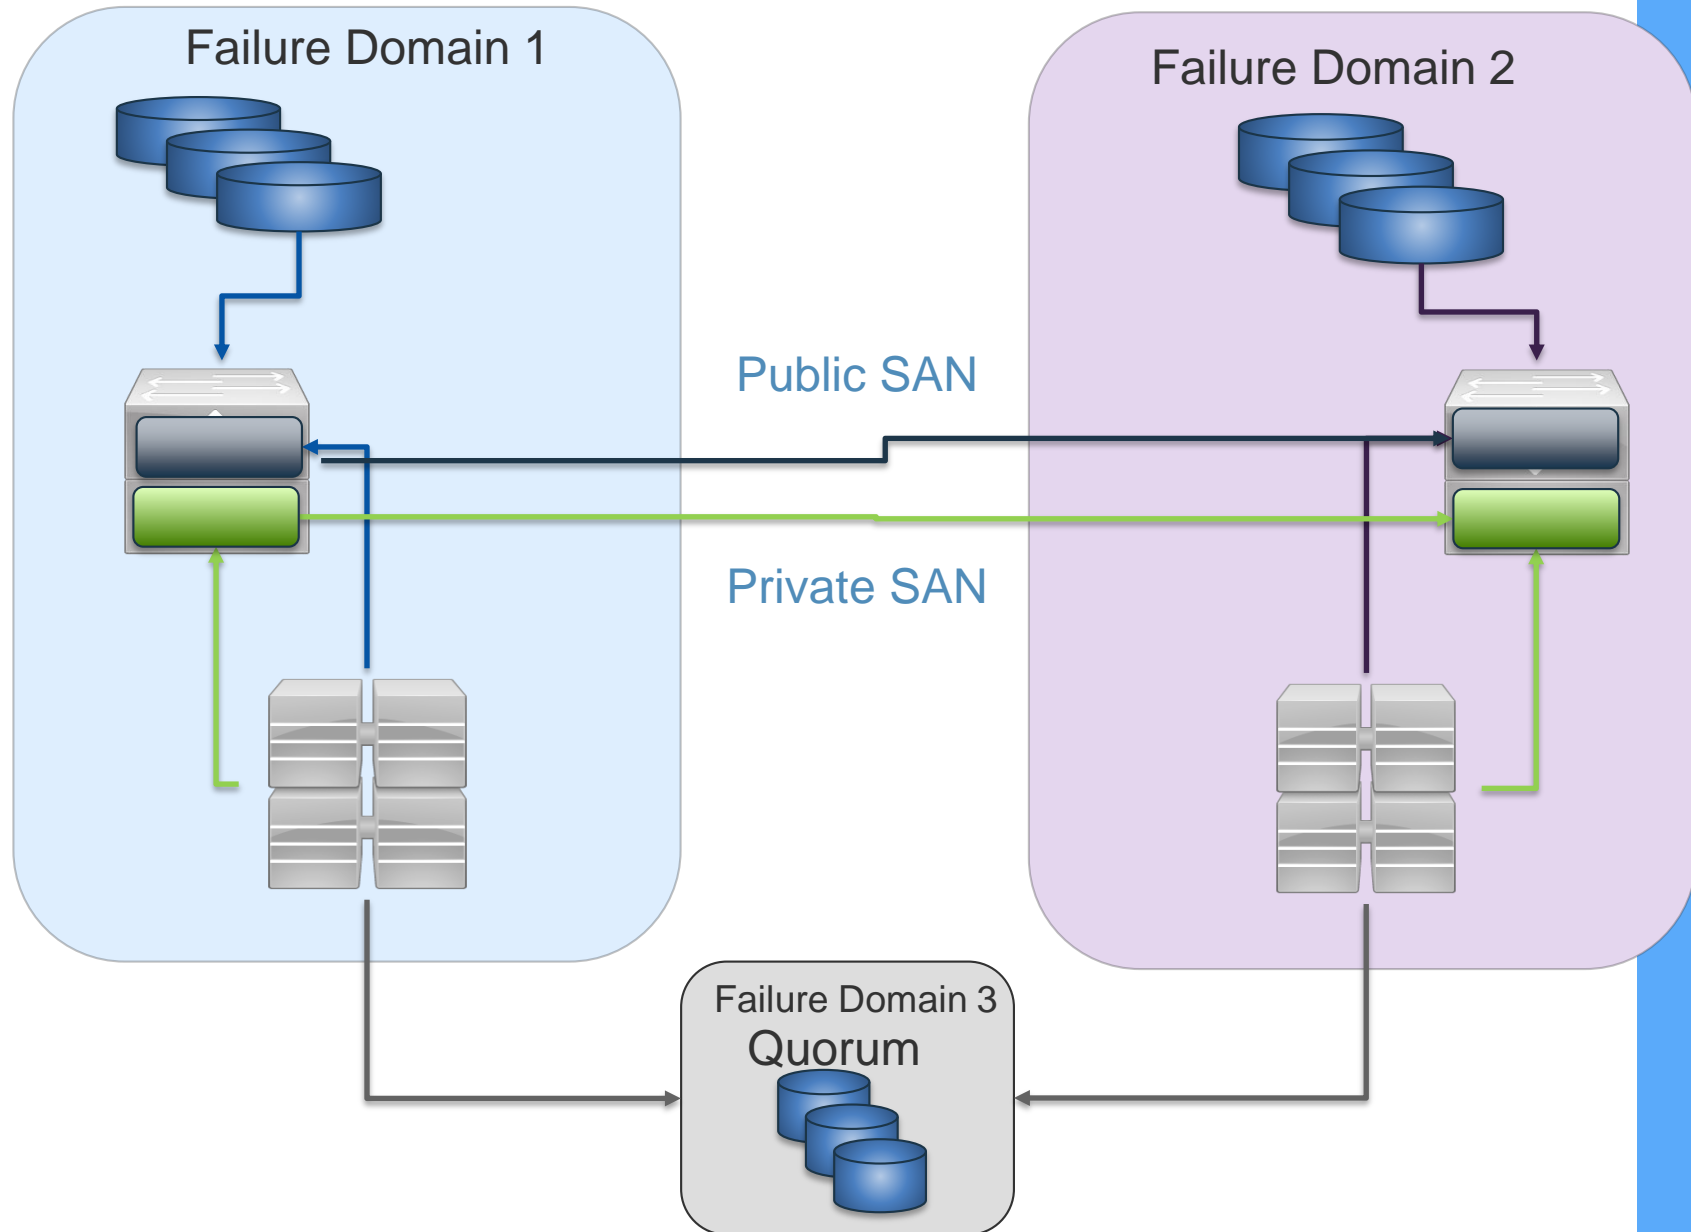 Failure Domain 1
Failure Domain 2
Public SAN
Private SAN
Failure Domain 3
Quorum